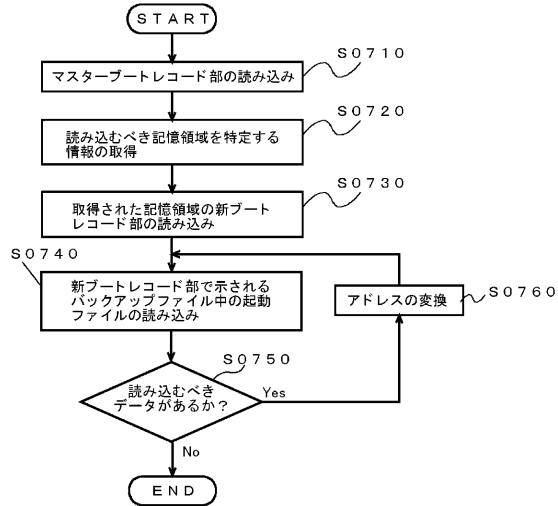 START
S0710
マスターブートレコード部の読み込み
S0720
読み込むべき記憶領域を特定する
情報の取得
S0730
取得された記憶領域の新ブート
レコード部の読み込み
S0740
新ブートレコード部で示される
バックアップファイル中の起動
ファイルの読み込み
アドレスの変換
S0760
S0750
読み込むべき
データがあるか？
Yes
No
END